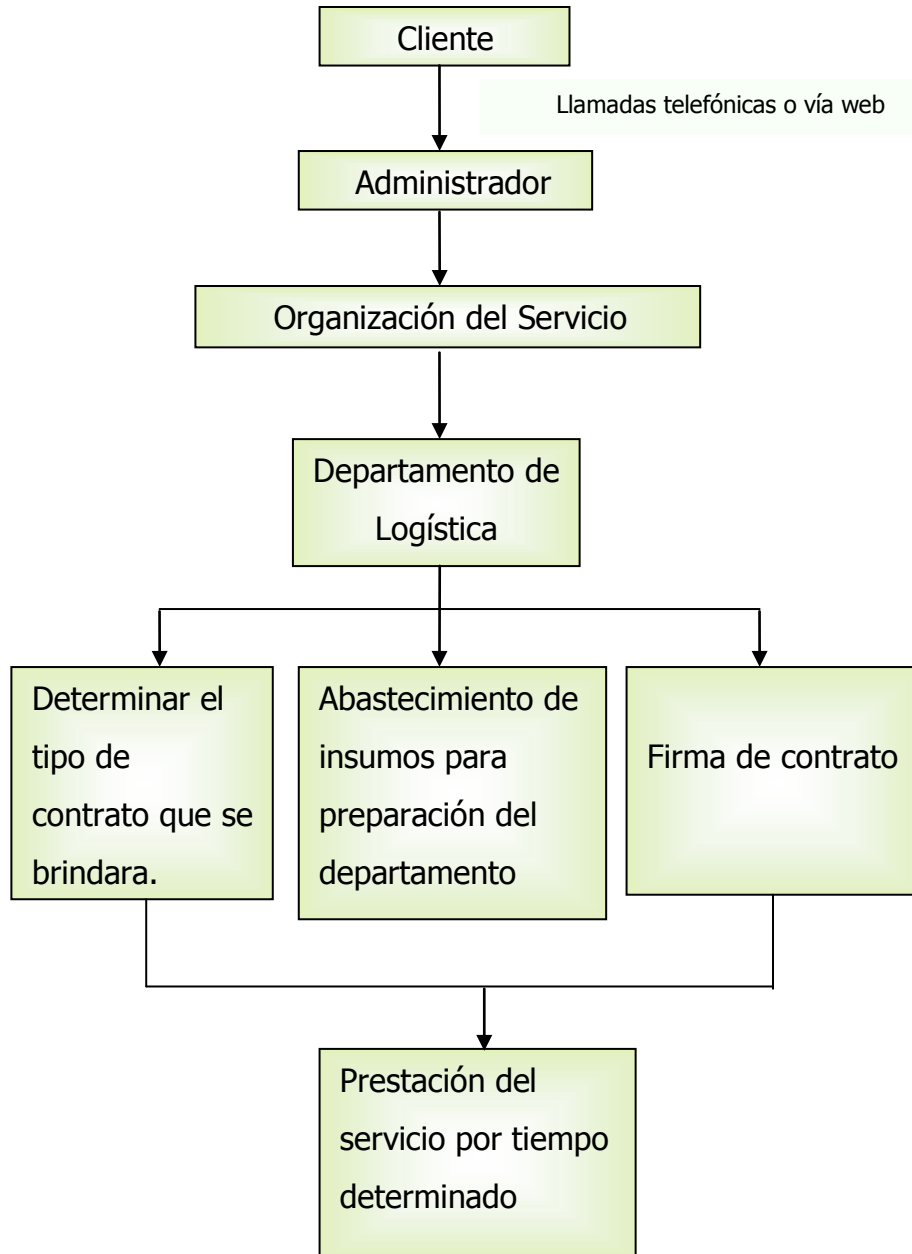 Cliente
Llamadas telefónicas o vía web
Administrador
Organización del Servicio
Departamento de
Logística
Determinar el
tipo de
contrato que se
brindara.
Abastecimiento de
insumos para
preparación del
departamento
Firma de contrato
Prestación del
servicio por tiempo
determinado